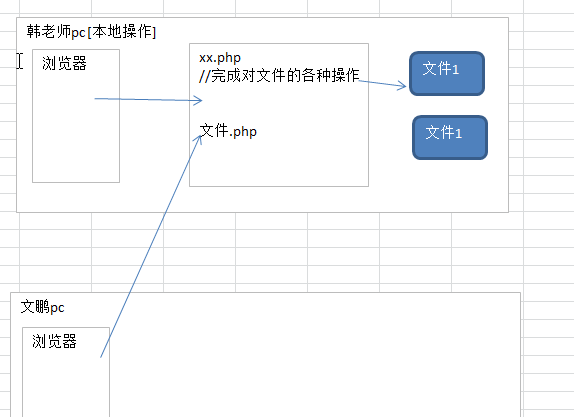 韩老师pc[本地操作]
浏览器
xx.php
//完成对文件的各种操作
文件.php
文件1
文件1
文鹏pc
浏览器